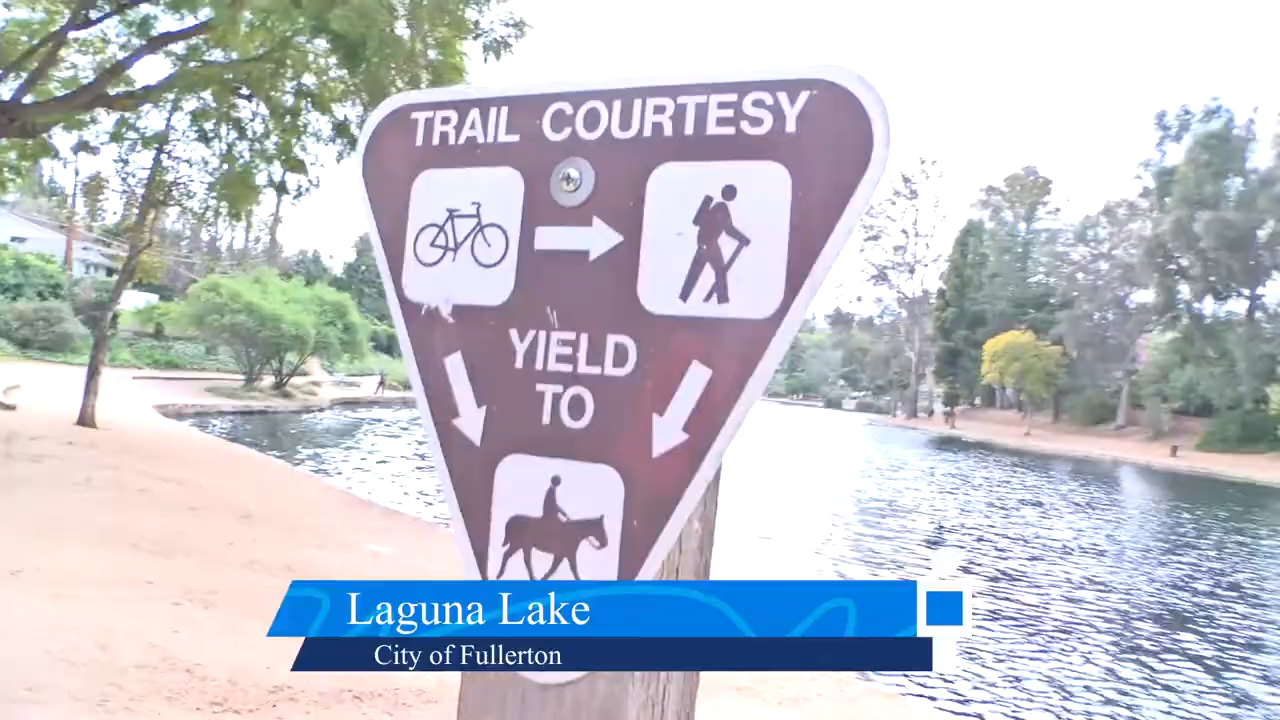 TRAIL COURTESY
YIELD
TO
Laguna Lake
City of Fullerton